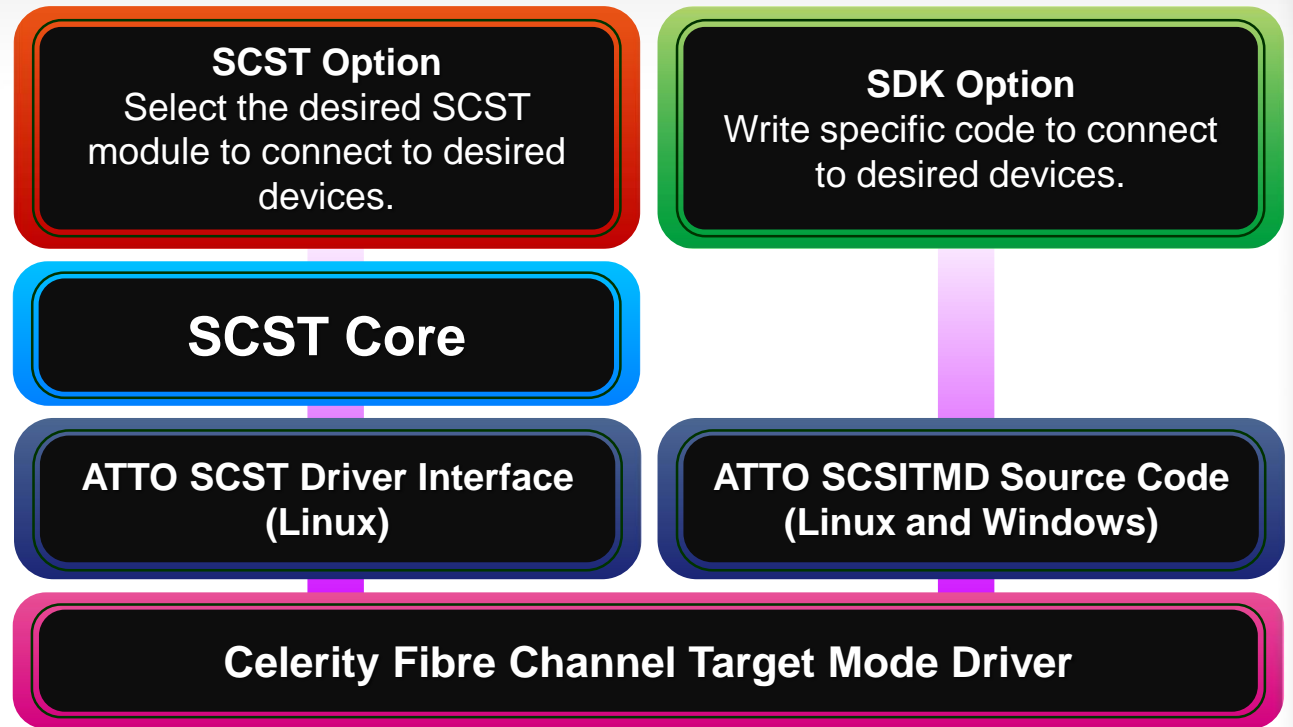 SCST Option
Select the desired SCST
module to connect to desired
devices.
SDK Option
Write specific code to connect
to desired devices.
SCST Core
ATTO SCST Driver Interface
(Linux)
ATTO SCSITMD Source Code
(Linux and Windows)
Celerity Fibre Channel Target Mode Driver